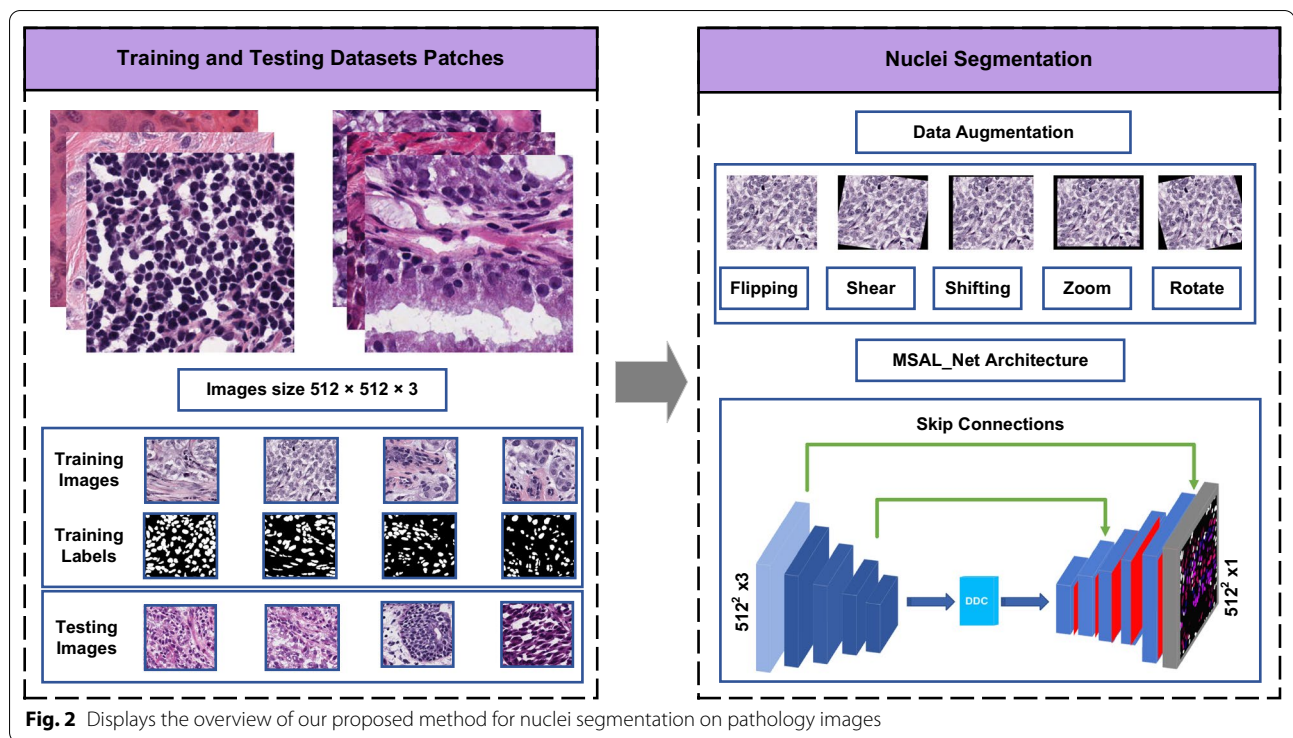 Training and Testing Datasets Patches
Images size 512 × 512 × 3
Training
Images
Training
Labels
Testing
Images
Nuclei Segmentation
Data Augmentation
Flipping
Shear
Shifting
Zoom
Rotate
MSAL_Net Architecture
Skip Connections
512² x3
DDC
512² x1
Fig. 2 Displays the overview of our proposed method for nuclei segmentation on pathology images